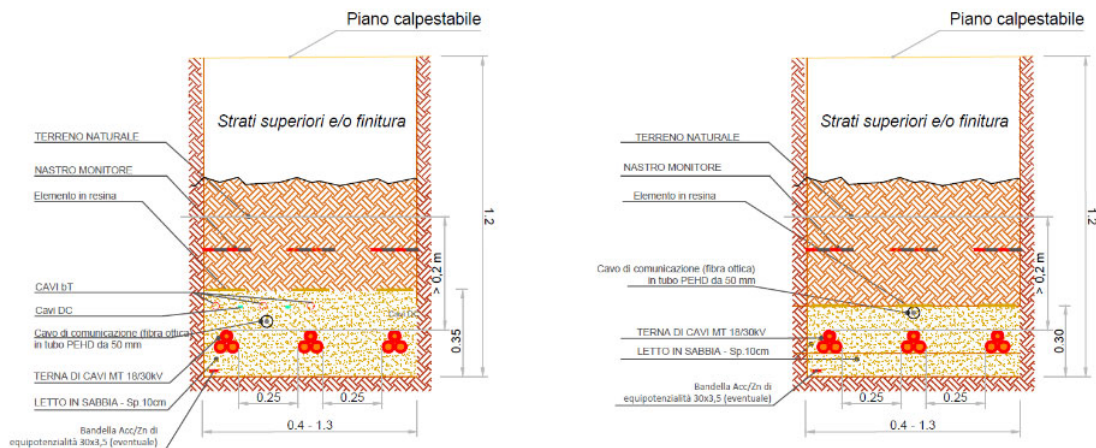 Piano calpestabile
Strati superiori e/o finitura
TERRENO NATURALE
NASTRO MONITORE
Elemento in resina
1.2
> 0,2 m
CAVI bT
Cavi DC
Cavi DC
Cavo di comunicazione (fibra ottica)
in tubo PEHD da 50 mm
0.35
TERNA DI CAVI MT 18/30kV
0.25
0.25
LETTO IN SABBIA - Sp.10cm
0.4 - 1.3
Bandella Acc/Zn di
equipotenzialità 30x3,5 (eventuale)
Piano calpestabile
Strati superiori e/o finitura
TERRENO NATURALE
NASTRO MONITORE
Elemento in resina
1.2
> 0,2 m
Cavo di comunicazione (fibra ottica)
in tubo PEHD da 50 mm
TERNA DI CAVI MT 18/30kV
0.30
LETTO IN SABBIA - Sp.10cm
Bandella Acc/Zn di
equipotenzialità 30x3,5 (eventuale)
0.25
0.25
0.4 - 1.3